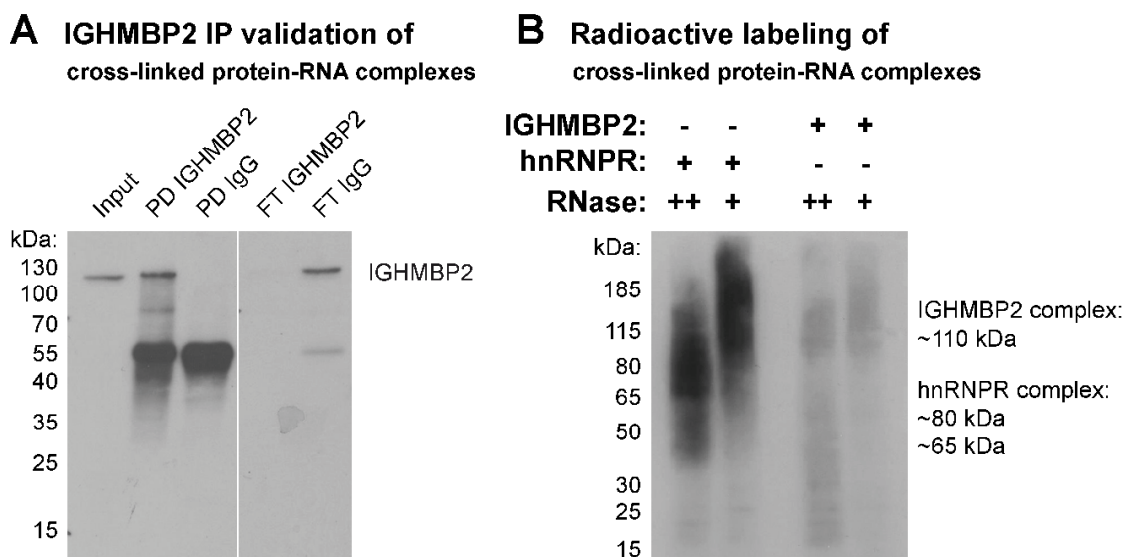 A IGHMBP2 IP validation of
cross-linked protein-RNA complexes
Input
PD IGHMBP2
PD IgG
FT IGHMBP2
FT IgG
kDa:
130
100
70
55
40
35
25
15
IGHMBP2
B Radioactive labeling of
cross-linked protein-RNA complexes
IGHMBP2: - - + +
hnRNPR: + + - -
RNase: ++ + ++ +
kDa:
185
115
80
65
50
30
25
15
IGHMBP2 complex:
~110 kDa
hnRNPR complex:
~80 kDa
~65 kDa